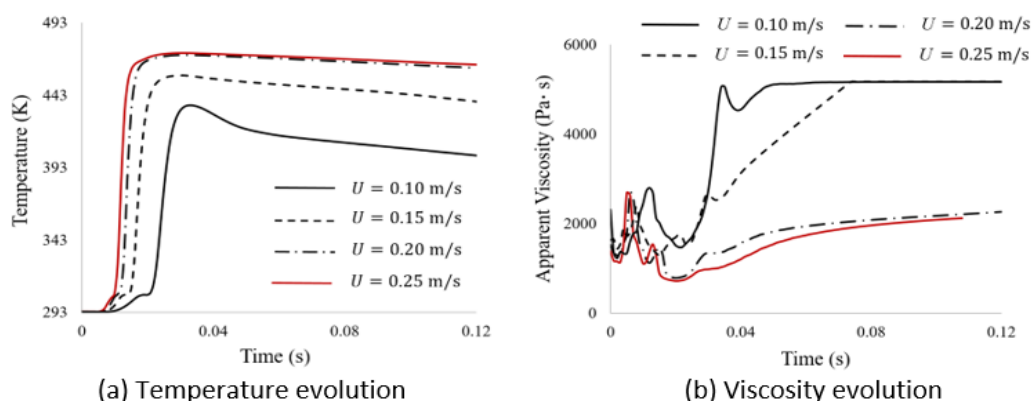 493
443
393
343
293
Temperature (K)
0
0.04
0.08
0.12
Time (s)
U = 0.10 m/s
U = 0.15 m/s
U = 0.20 m/s
U = 0.25 m/s
(a) Temperature evolution
U = 0.10 m/s
U = 0.20 m/s
U = 0.15 m/s
U = 0.25 m/s
6000
4000
2000
0
Apparent Viscosity (Pa· s)
0
0.04
0.08
0.12
Time (s)
(b) Viscosity evolution